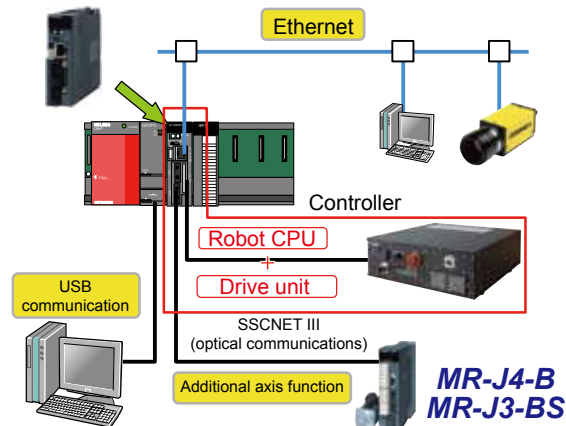 Ethernet
Controller
Robot CPU
+
Drive unit
USB
communication
SSCNET III
(optical communications)
Additional axis function
MR-J4-B
MR-J3-BS